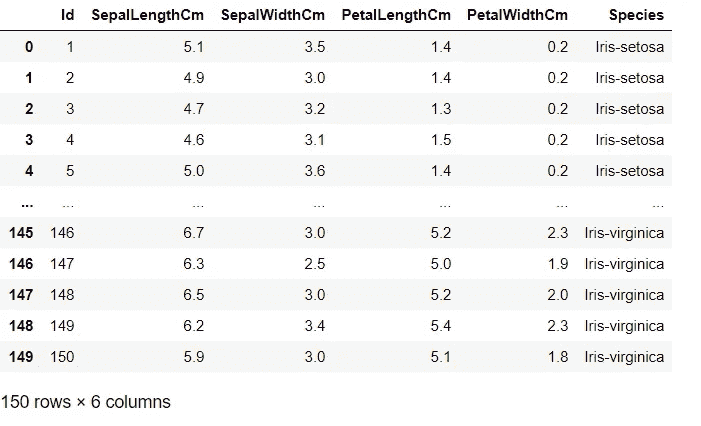 Id SepalLengthCm SepalWidthCm PetalLengthCm PetalWidthCm Species
0 1 5.1 3.5 1.4 0.2 Iris-setosa
1 2 4.9 3.0 1.4 0.2 Iris-setosa
2 3 4.7 3.2 1.3 0.2 Iris-setosa
3 4 4.6 3.1 1.5 0.2 Iris-setosa
4 5 5.0 3.6 1.4 0.2 Iris-setosa
... ... ... ... ... ... ...
145 146 6.7 3.0 5.2 2.3 Iris-virginica
146 147 6.3 2.5 5.0 1.9 Iris-virginica
147 148 6.5 3.0 5.2 2.0 Iris-virginica
148 149 6.2 3.4 5.4 2.3 Iris-virginica
149 150 5.9 3.0 5.1 1.8 Iris-virginica
150 rows × 6 columns